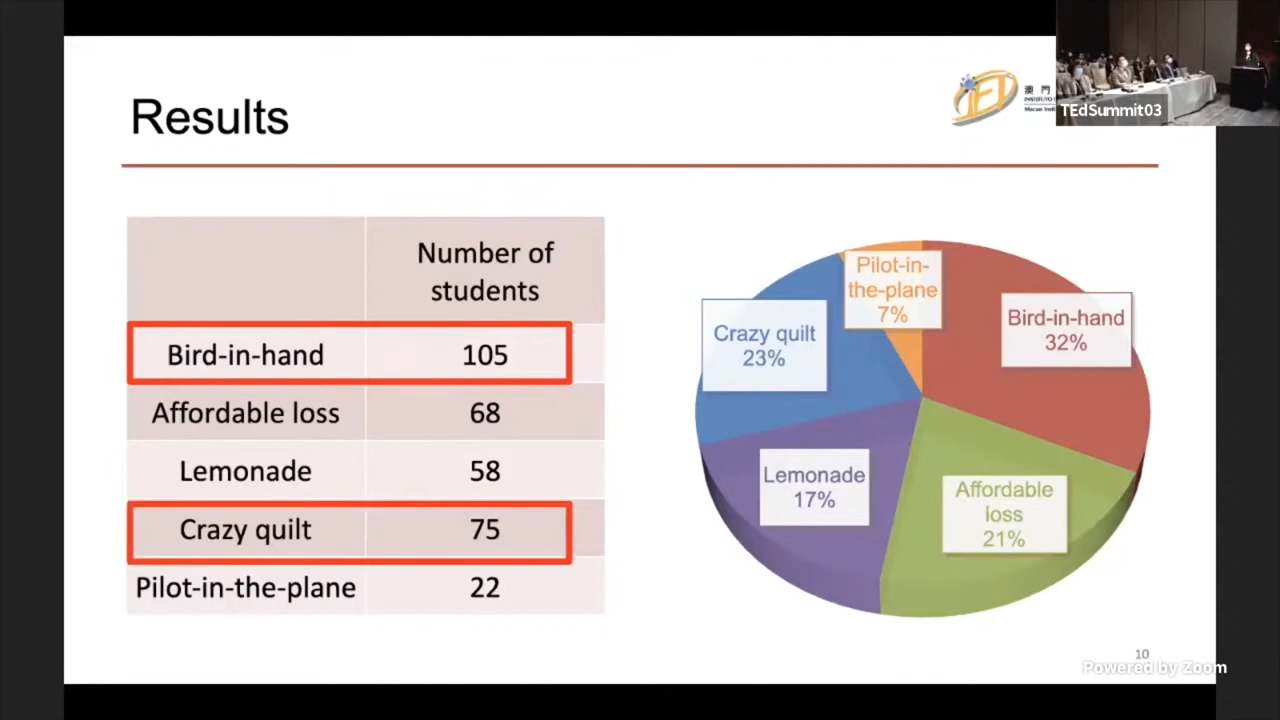 Results
澳門
TEdSummit03
Number of
students
Bird-in-hand 105
Affordable loss 68
Lemonade 58
Crazy quilt 75
Pilot-in-the-plane 22
Pilot-in-
the-plane
7%
Bird-in-hand
32%
Crazy quilt
23%
Lemonade
17%
Affordable
loss
21%
10
Powered by Zoom